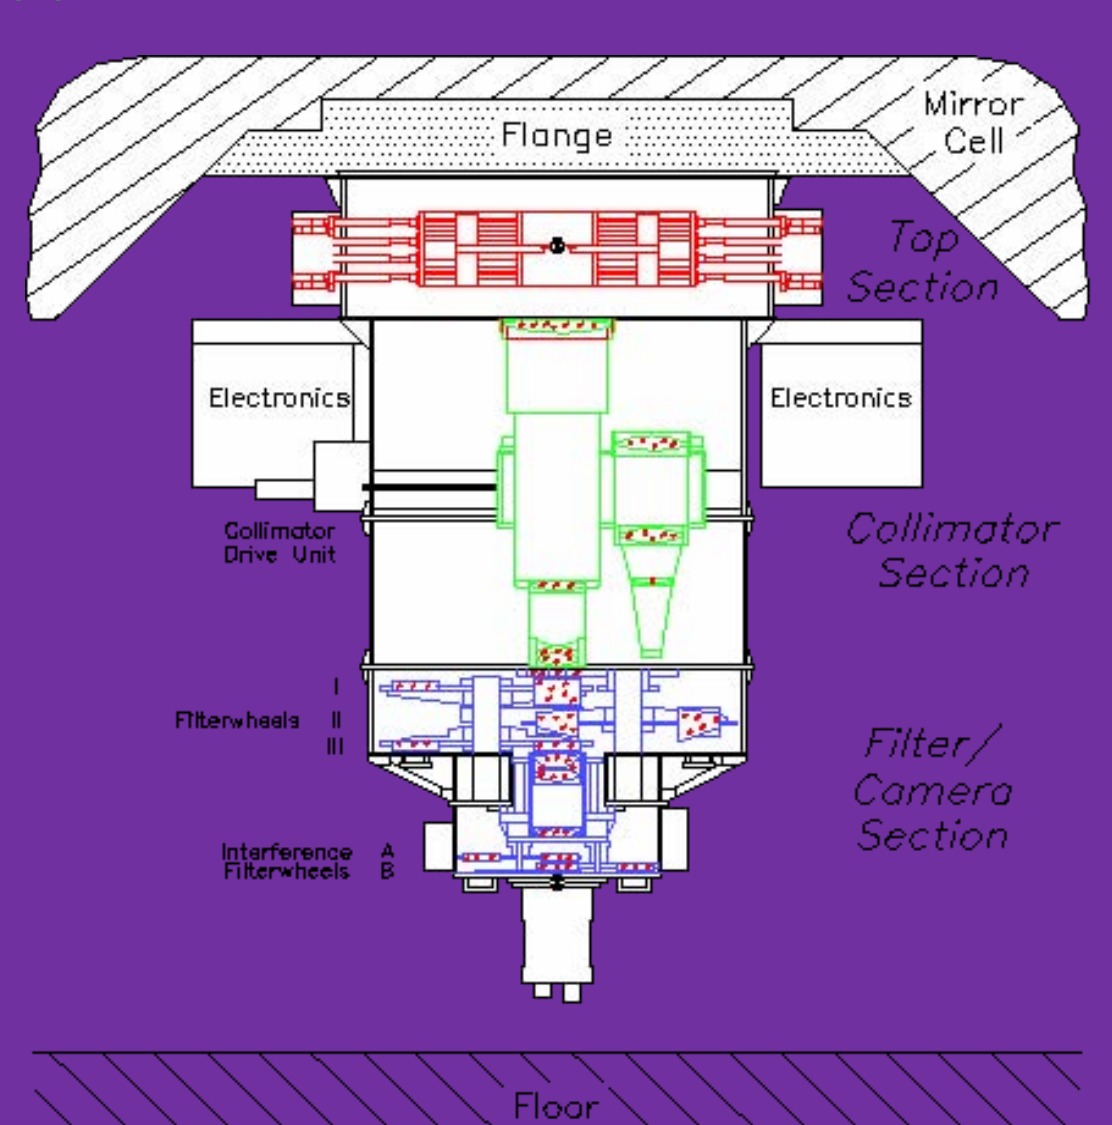 Mirror
Cell
Flange
Top
Section
Electronics
Electronics
Collimator
Drive Unit
Collimator
Section
I
Filterwheels II
III
Filter/
Camera
Section
Interference A
Filterwheels B
Floor